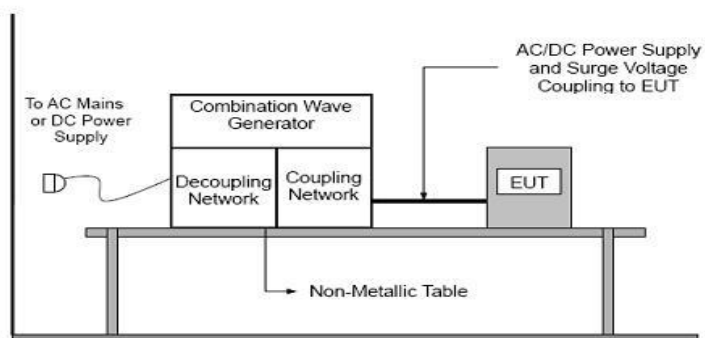 AC/DC Power Supply
and Surge Voltage
Coupling to EUT
To AC Mains
or DC Power
Supply
Combination Wave
Generator
Decoupling
Network
Coupling
Network
EUT
Non-Metallic Table